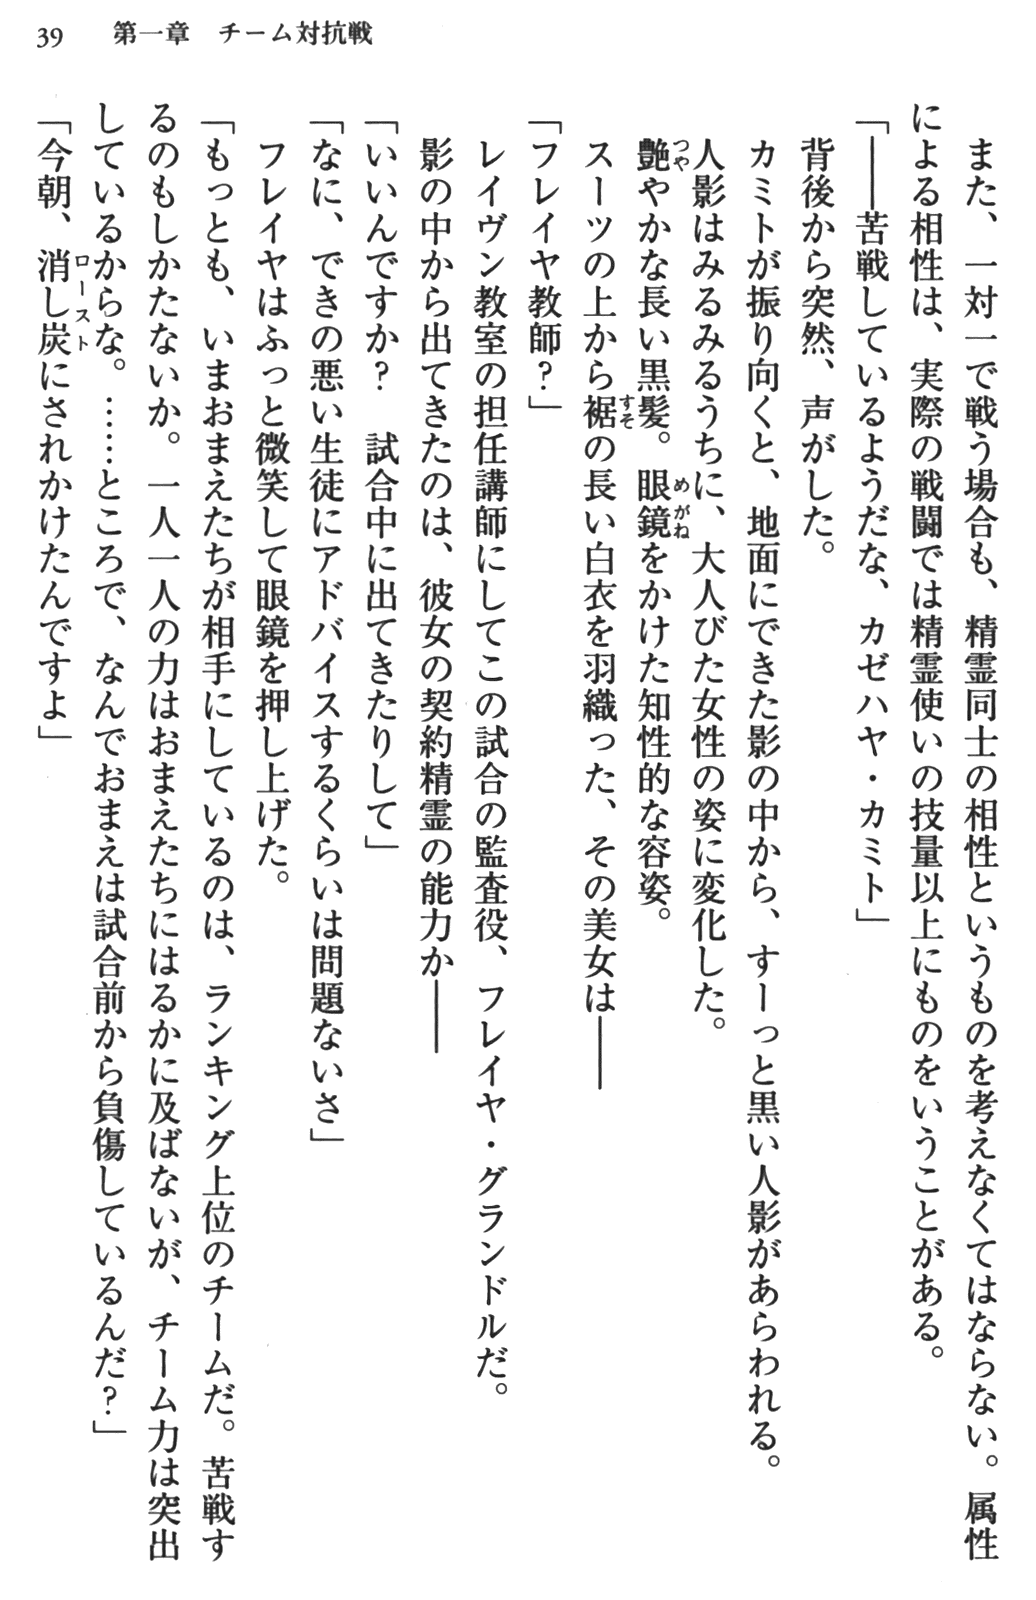 39　第一章　チーム対抗戦
　また、一対一で戦う場合も、精霊同士の相性というものを考えなくてはならない。属性
による相性は、実際の戦闘では精霊使いの技量以上にものをいうことがある。
「――苦戦しているようだな、カゼハヤ・カミト」
　背後から突然、声がした。
　カミトが振り向くと、地面にできた影の中から、すーっと黒い人影があらわれる。
　人影はみるみるうちに、大人びた女性の姿に変化した。
　艶やかな長い黒髪。眼鏡をかけた知性的な容姿。
　スーツの上から裾の長い白衣を羽織った、その美女は――
「フレイヤ教師？」
　レイヴン教室の担任講師にしてこの試合の監査役、フレイヤ・グランドルだ。
　影の中から出てきたのは、彼女の契約精霊の能力か――
「いいんですか？　試合中に出てきたりして」
「なに、できの悪い生徒にアドバイスするくらいは問題ないさ」
　フレイヤはふっと微笑して眼鏡を押し上げた。
「もっとも、いまおまえたちが相手にしているのは、ランキング上位のチームだ。苦戦す
るのもしかたないか。一人一人の力はおまえたちにはるかに及ばないが、チーム力は突出
しているからな。……ところで、なんでおまえは試合前から負傷しているんだ？」
「今朝、消し炭にされかけたんですよ」
つや
すそ
めがね
ロースト